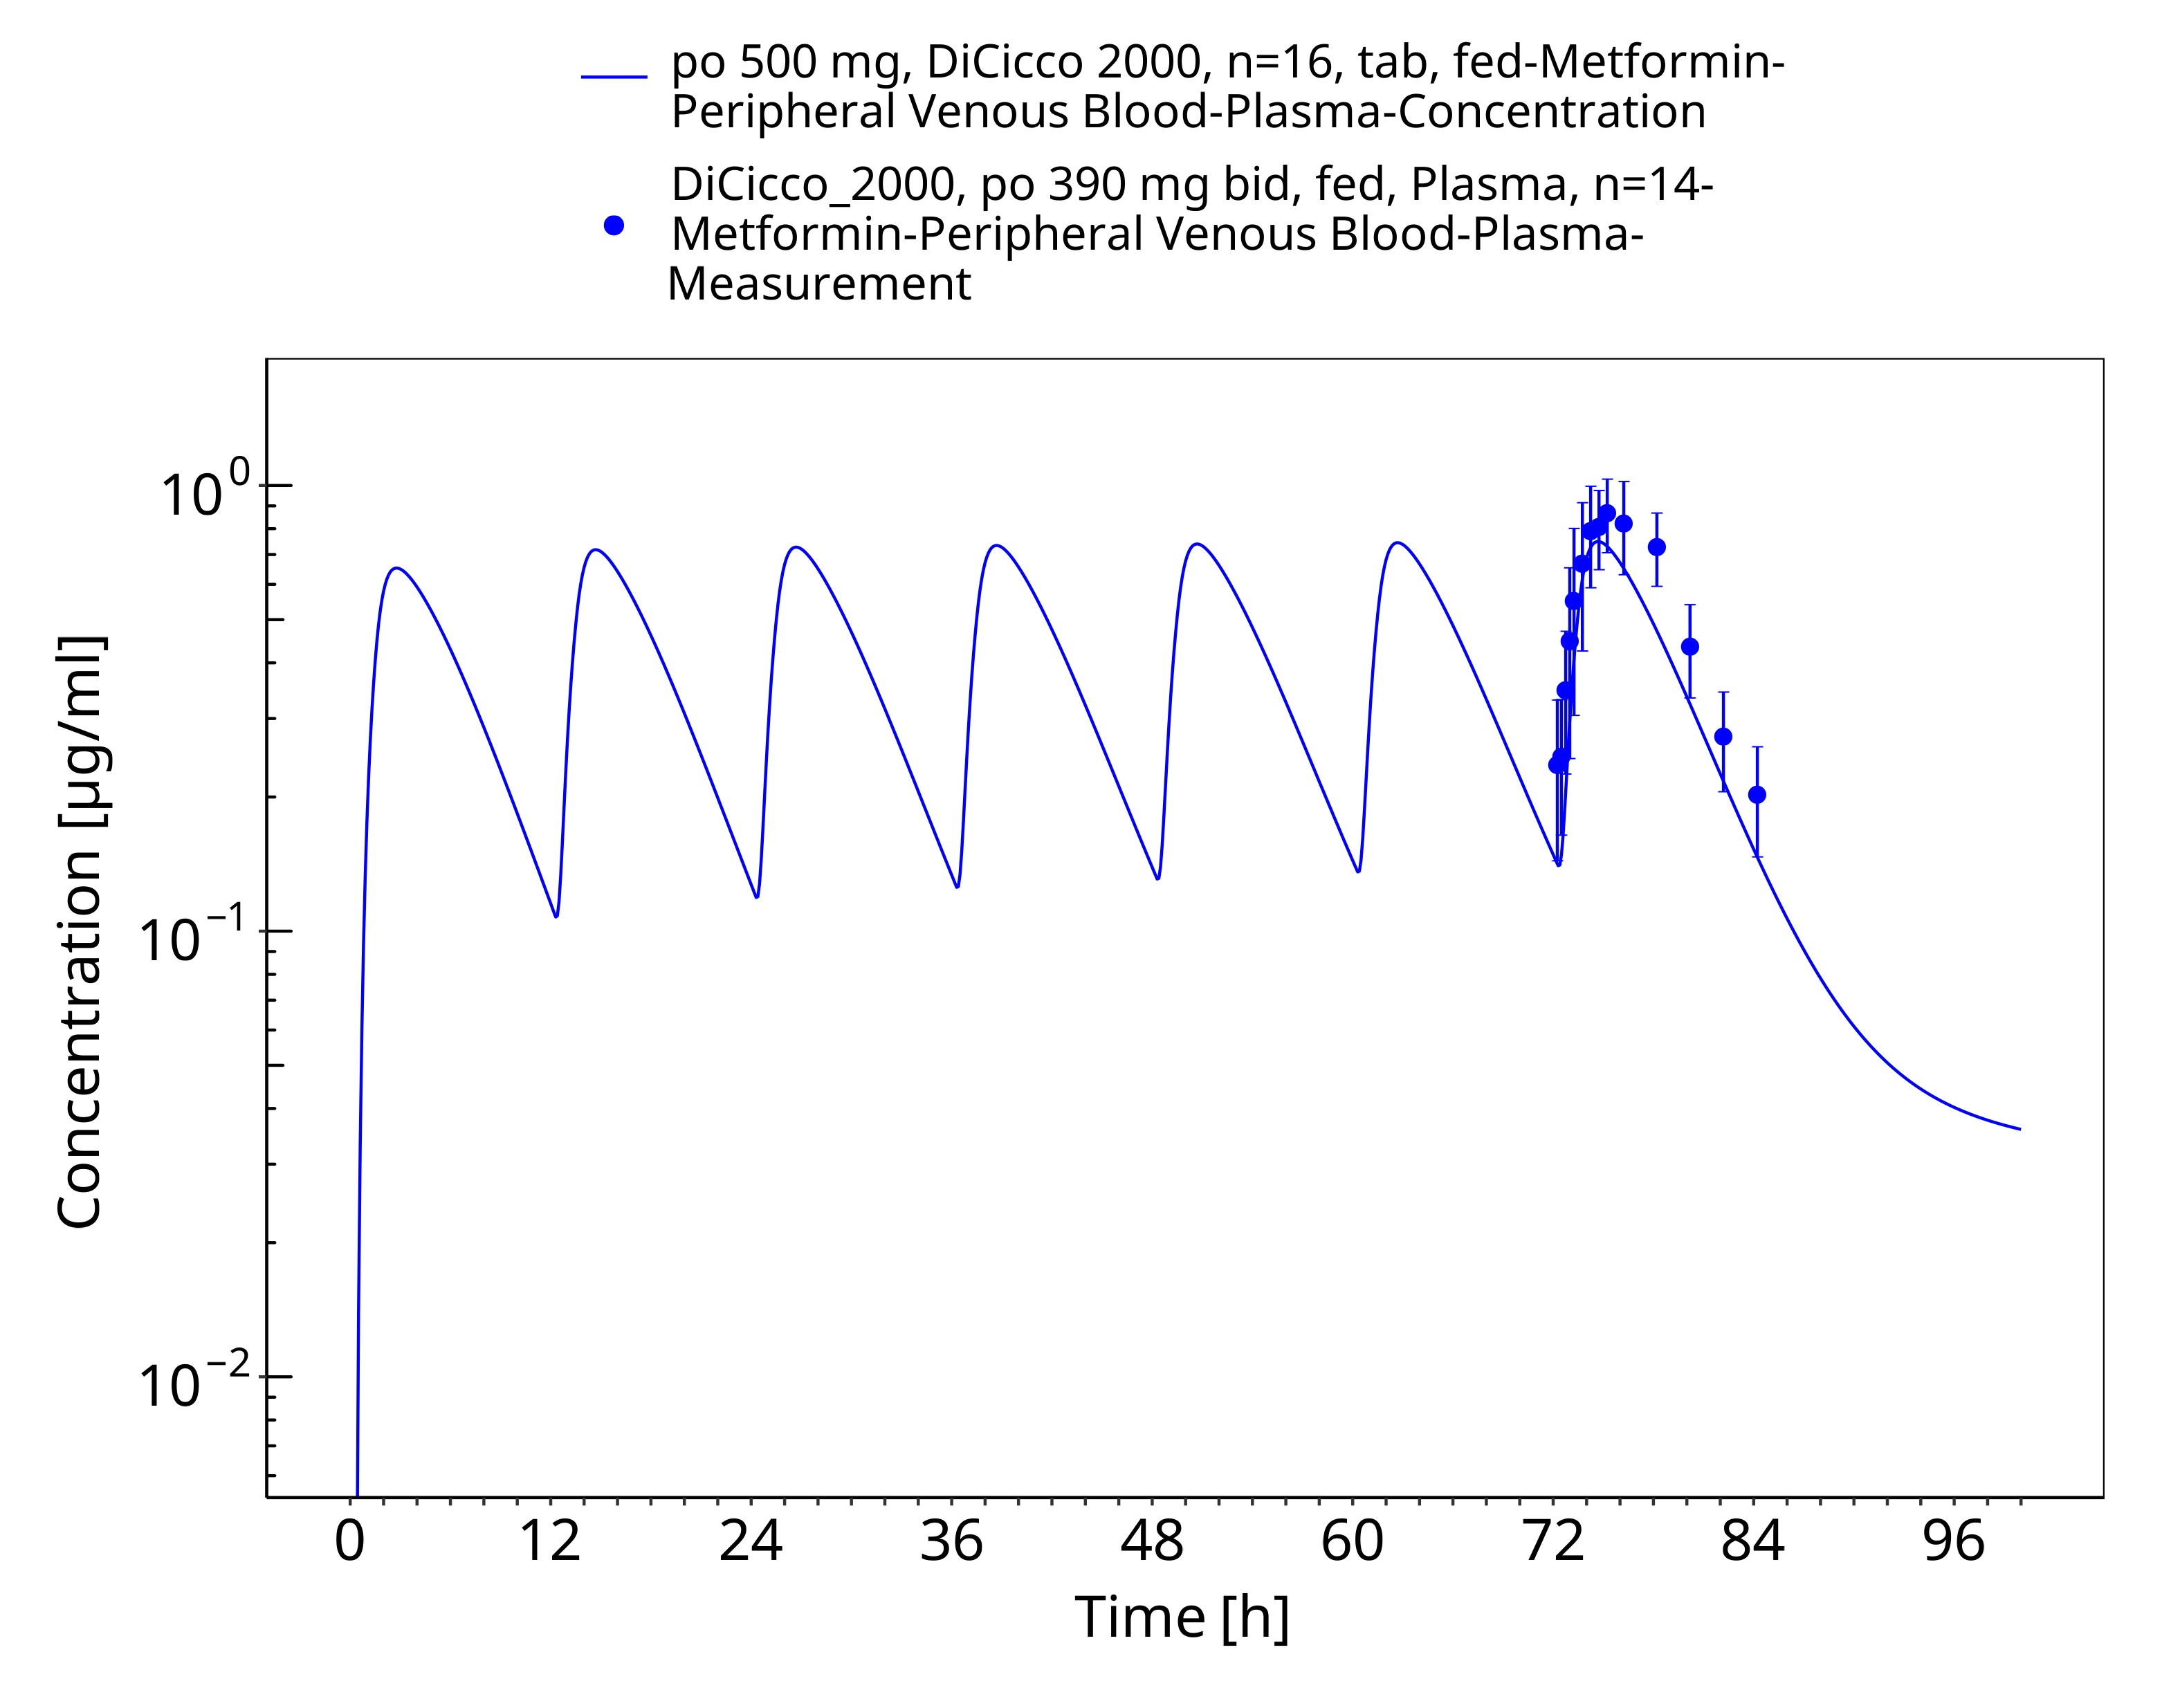 po 500 mg, DiCicco 2000, n=16, tab, fed-Metformin-
Peripheral Venous Blood-Plasma-Concentration
DiCicco_2000, po 390 mg bid, fed, Plasma, n=14-
Metformin-Peripheral Venous Blood-Plasma-
Measurement
10⁰
10⁻¹
10⁻²
Concentration [µg/ml]
0 12 24 36 48 60 72 84 96
Time [h]